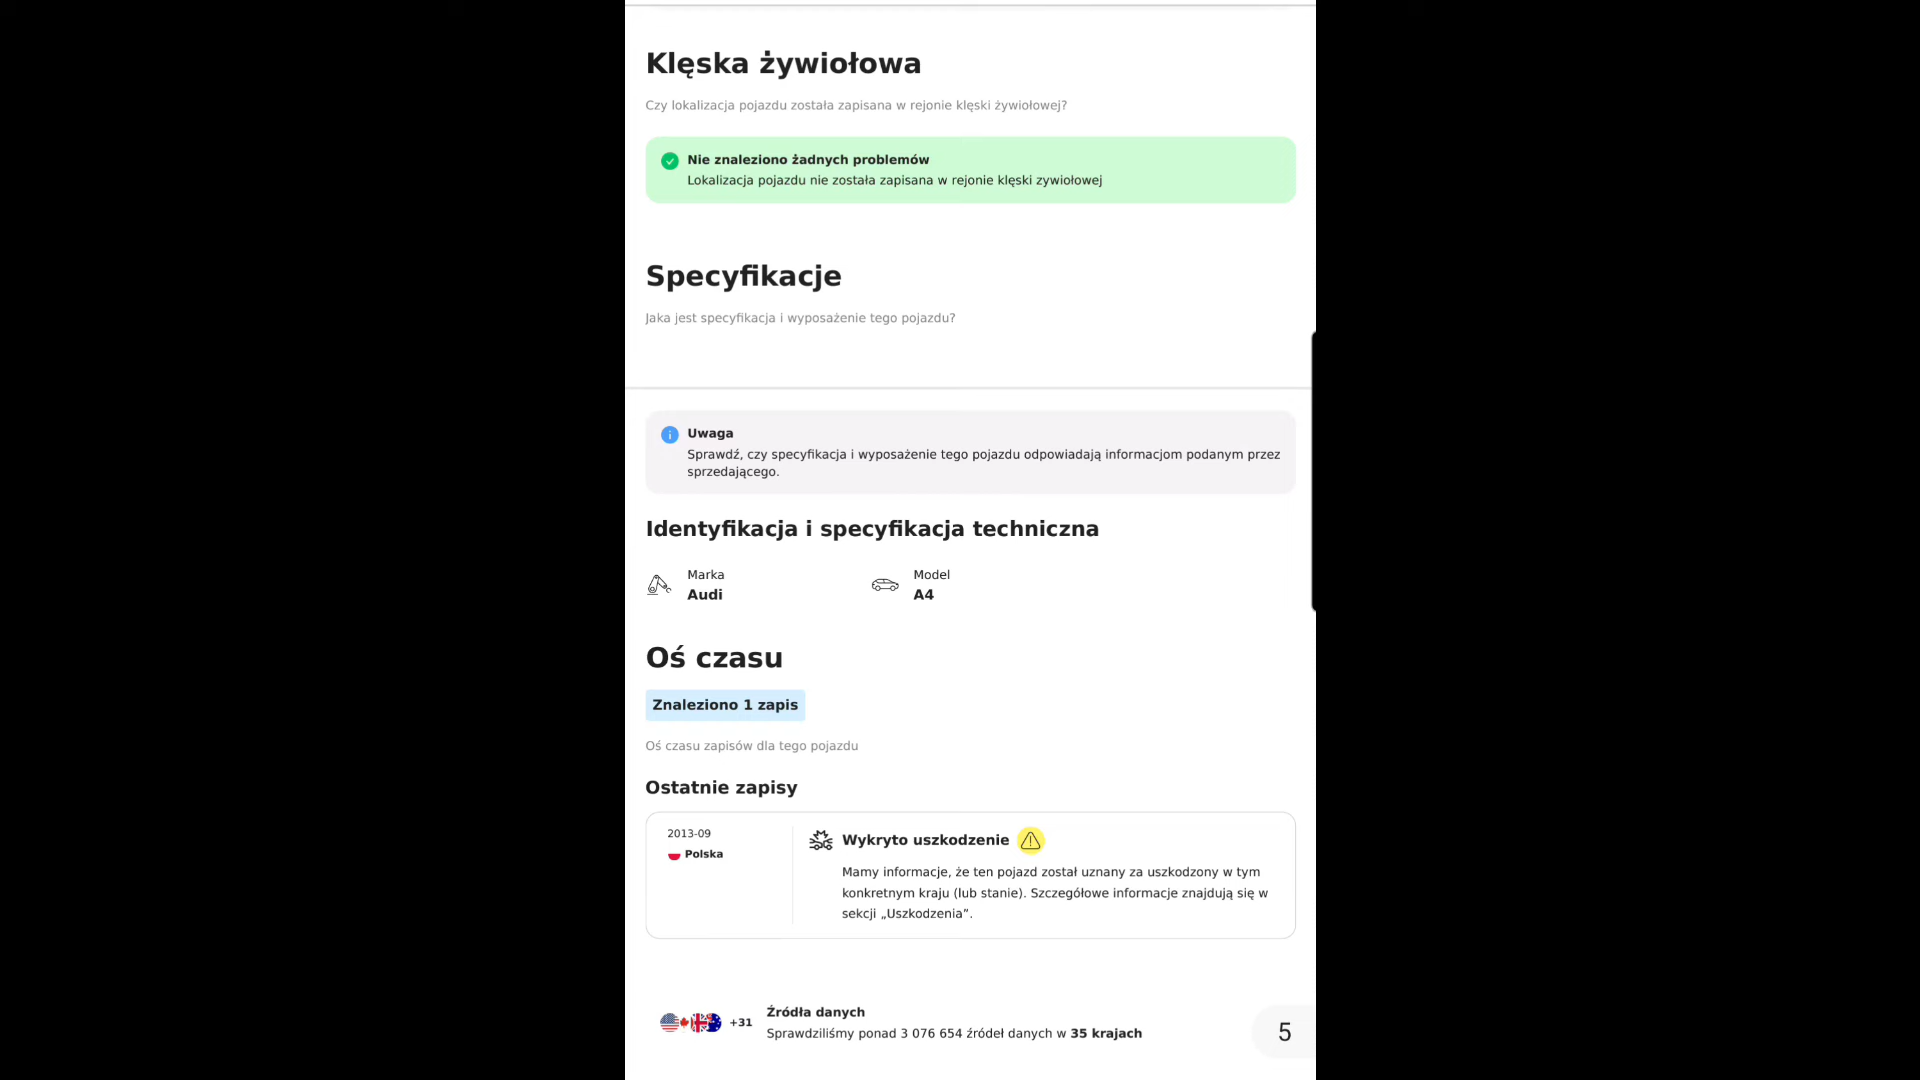 Klęska żywiołowa
Czy lokalizacja pojazdu została zapisana w rejonie klęski żywiołowej?
Nie znaleziono żadnych problemów
Lokalizacja pojazdu nie została zapisana w rejonie klęski zywiołowej
Specyfikacje
Jaka jest specyfikacja i wyposażenie tego pojazdu?
Uwaga
Sprawdź, czy specyfikacja i wyposażenie tego pojazdu odpowiadają informacjom podanym przez
sprzedającego.
Identyfikacja i specyfikacja techniczna
Marka
Audi
Model
A4
Oś czasu
Znaleziono 1 zapis
Oś czasu zapisów dla tego pojazdu
Ostatnie zapisy
2013-09
Polska
Wykryto uszkodzenie
Mamy informacje, że ten pojazd został uznany za uszkodzony w tym
konkretnym kraju (lub stanie). Szczegółowe informacje znajdują się w
sekcji „Uszkodzenia”.
+31
Źródła danych
Sprawdziliśmy ponad 3 076 654 źródeł danych w 35 krajach
5